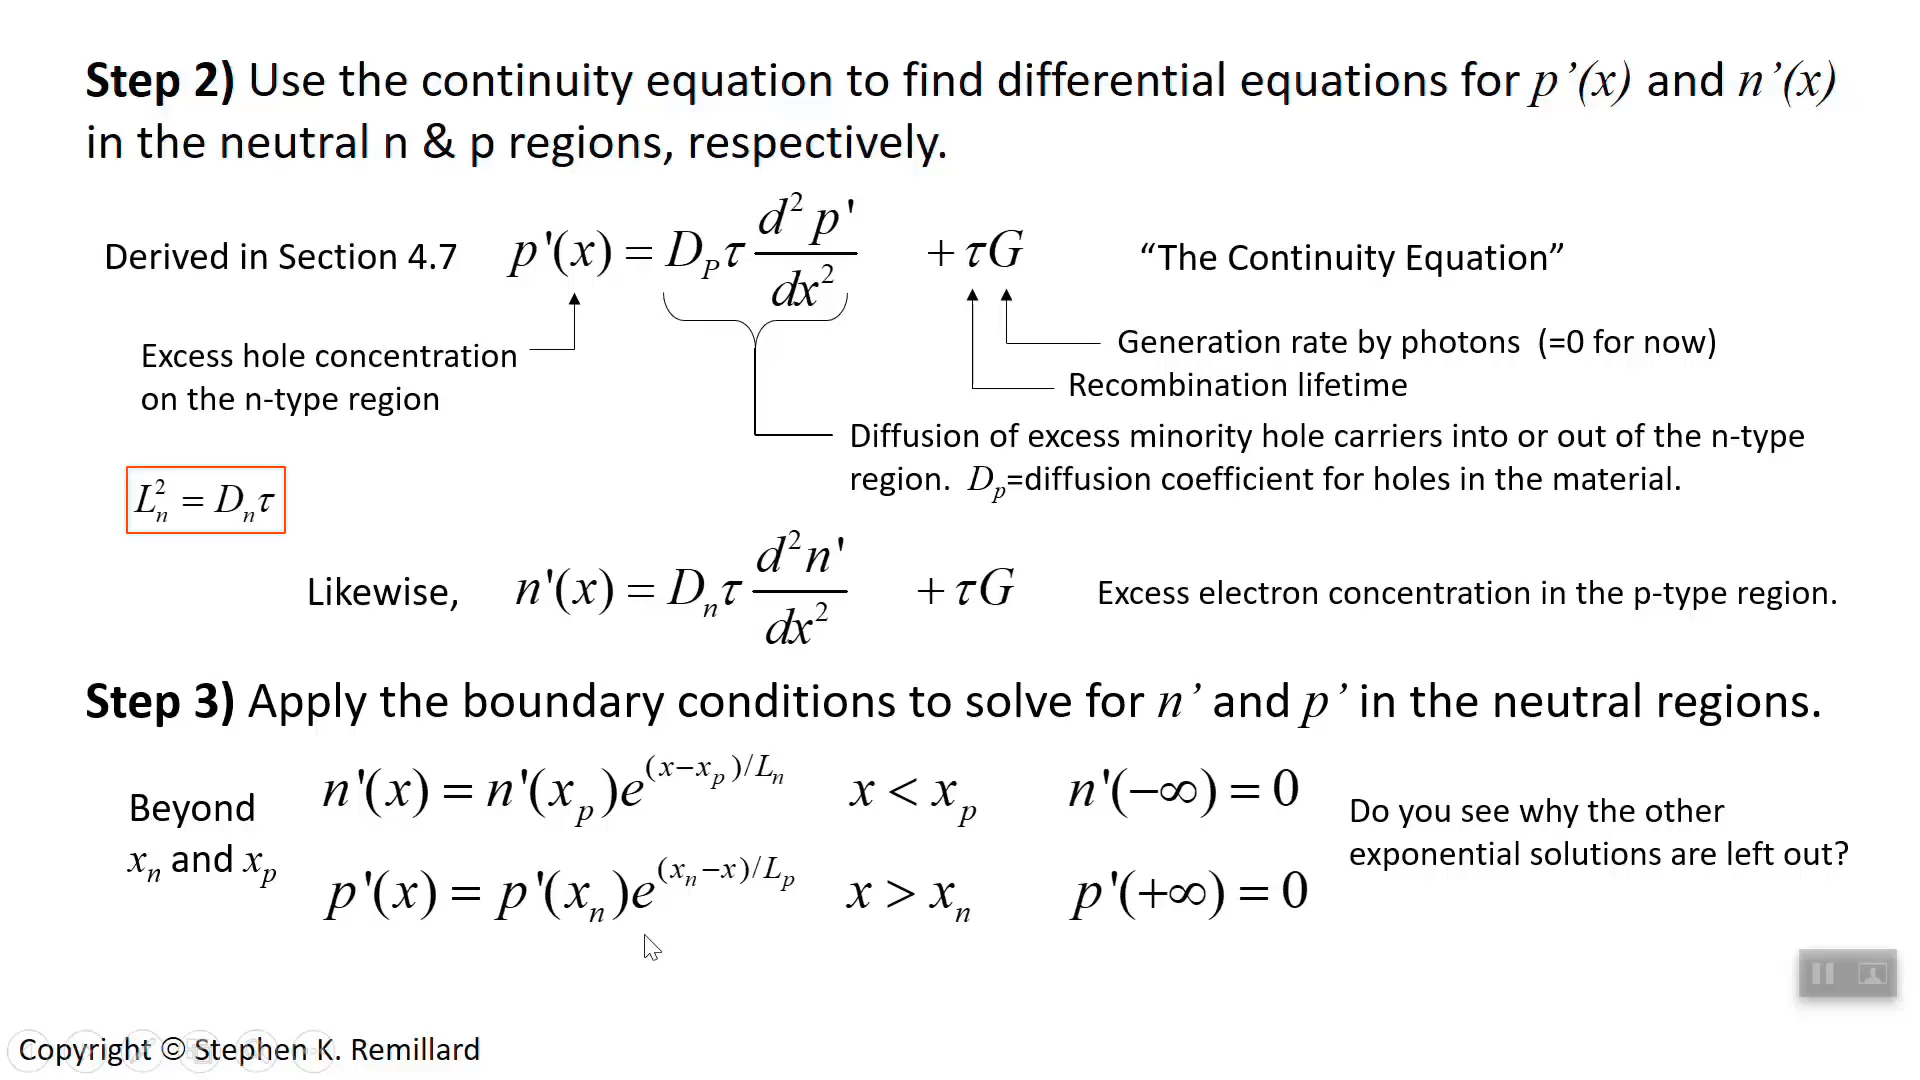 Step 2) Use the continuity equation to find differential equations for p’(x) and n’(x)
in the neutral n & p regions, respectively.
Derived in Section 4.7 p'(x) = D_P τ d² p' / dx² + τG “The Continuity Equation”
Excess hole concentration
on the n-type region
Generation rate by photons (=0 for now)
Recombination lifetime
Diffusion of excess minority hole carriers into or out of the n-type
region. D_p=diffusion coefficient for holes in the material.
L_n² = D_n τ
Likewise, n'(x) = D_n τ d² n' / dx² + τG Excess electron concentration in the p-type region.
Step 3) Apply the boundary conditions to solve for n’ and p’ in the neutral regions.
Beyond
x_n and x_p
n'(x) = n'(x_p)e^{(x−x_p)/L_n} x < x_p n'(−∞) = 0
p'(x) = p'(x_n)e^{(x_n−x)/L_p} x > x_n p'(+∞) = 0
Do you see why the other
exponential solutions are left out?
Copyright © Stephen K. Remillard